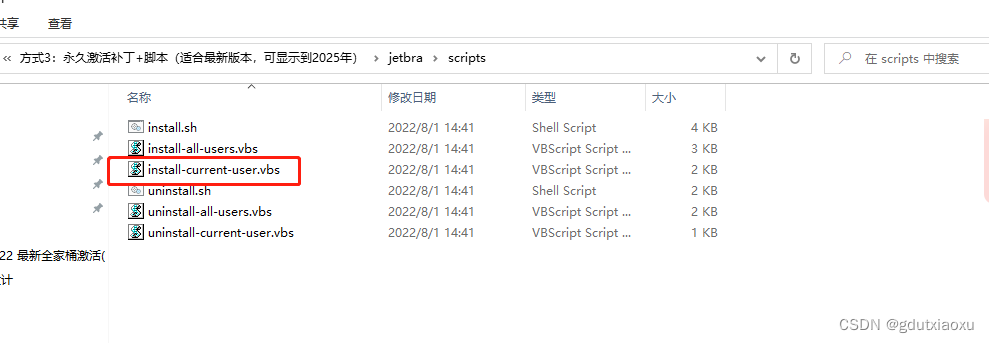 共享 查看
« 方式3：永久激活补丁+脚本（适合最新版本，可显示到2025年） › jetbra › scripts 在 scripts 中搜索
名称 修改日期 类型 大小
install.sh 2022/8/1 14:41 Shell Script 4 KB
install-all-users.vbs 2022/8/1 14:41 VBScript Script ... 3 KB
install-current-user.vbs 2022/8/1 14:41 VBScript Script ... 2 KB
uninstall.sh 2022/8/1 14:41 Shell Script 2 KB
uninstall-all-users.vbs 2022/8/1 14:41 VBScript Script ... 2 KB
uninstall-current-user.vbs 2022/8/1 14:41 VBScript Script ... 1 KB
22 最新全家桶激活(
计
CSDN @gdutxiaoxu